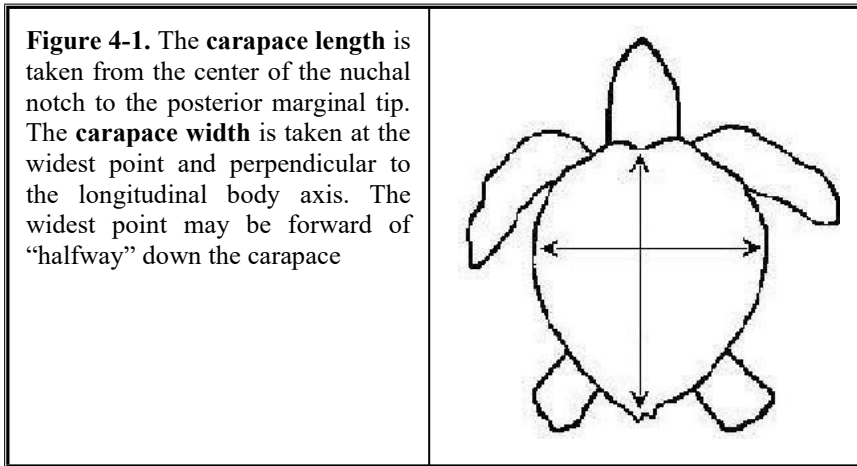 Figure 4-1. The carapace length is
taken from the center of the nuchal
notch to the posterior marginal tip.
The carapace width is taken at the
widest point and perpendicular to
the longitudinal body axis. The
widest point may be forward of
“halfway” down the carapace